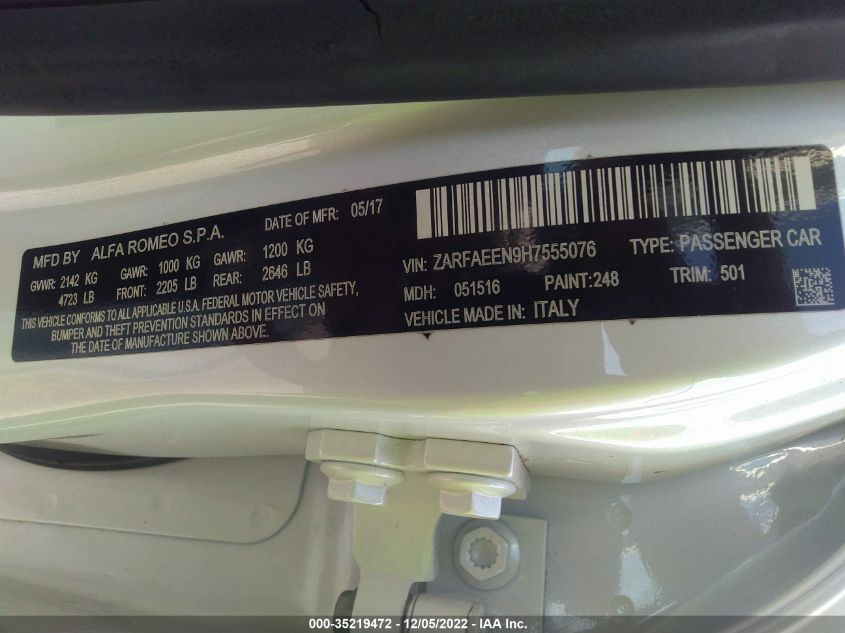 MFD BY ALFA ROMEO S.P.A. DATE OF MFR: 05/17
GVWR: 2142 KG GAWR: 1000 KG GAWR: 1200 KG
4723 LB FRONT: 2205 LB REAR: 2646 LB
THIS VEHICLE CONFORMS TO ALL APPLICABLE U.S.A. FEDERAL MOTOR VEHICLE SAFETY,
BUMPER AND THEFT PREVENTION STANDARDS IN EFFECT ON
THE DATE OF MANUFACTURE SHOWN ABOVE.
VIN: ZARFAEEN9H7555076 TYPE: PASSENGER CAR
MDH: 051516 PAINT:248 TRIM: 501
VEHICLE MADE IN: ITALY
000-35219472 - 12/05/2022 - IAA Inc.